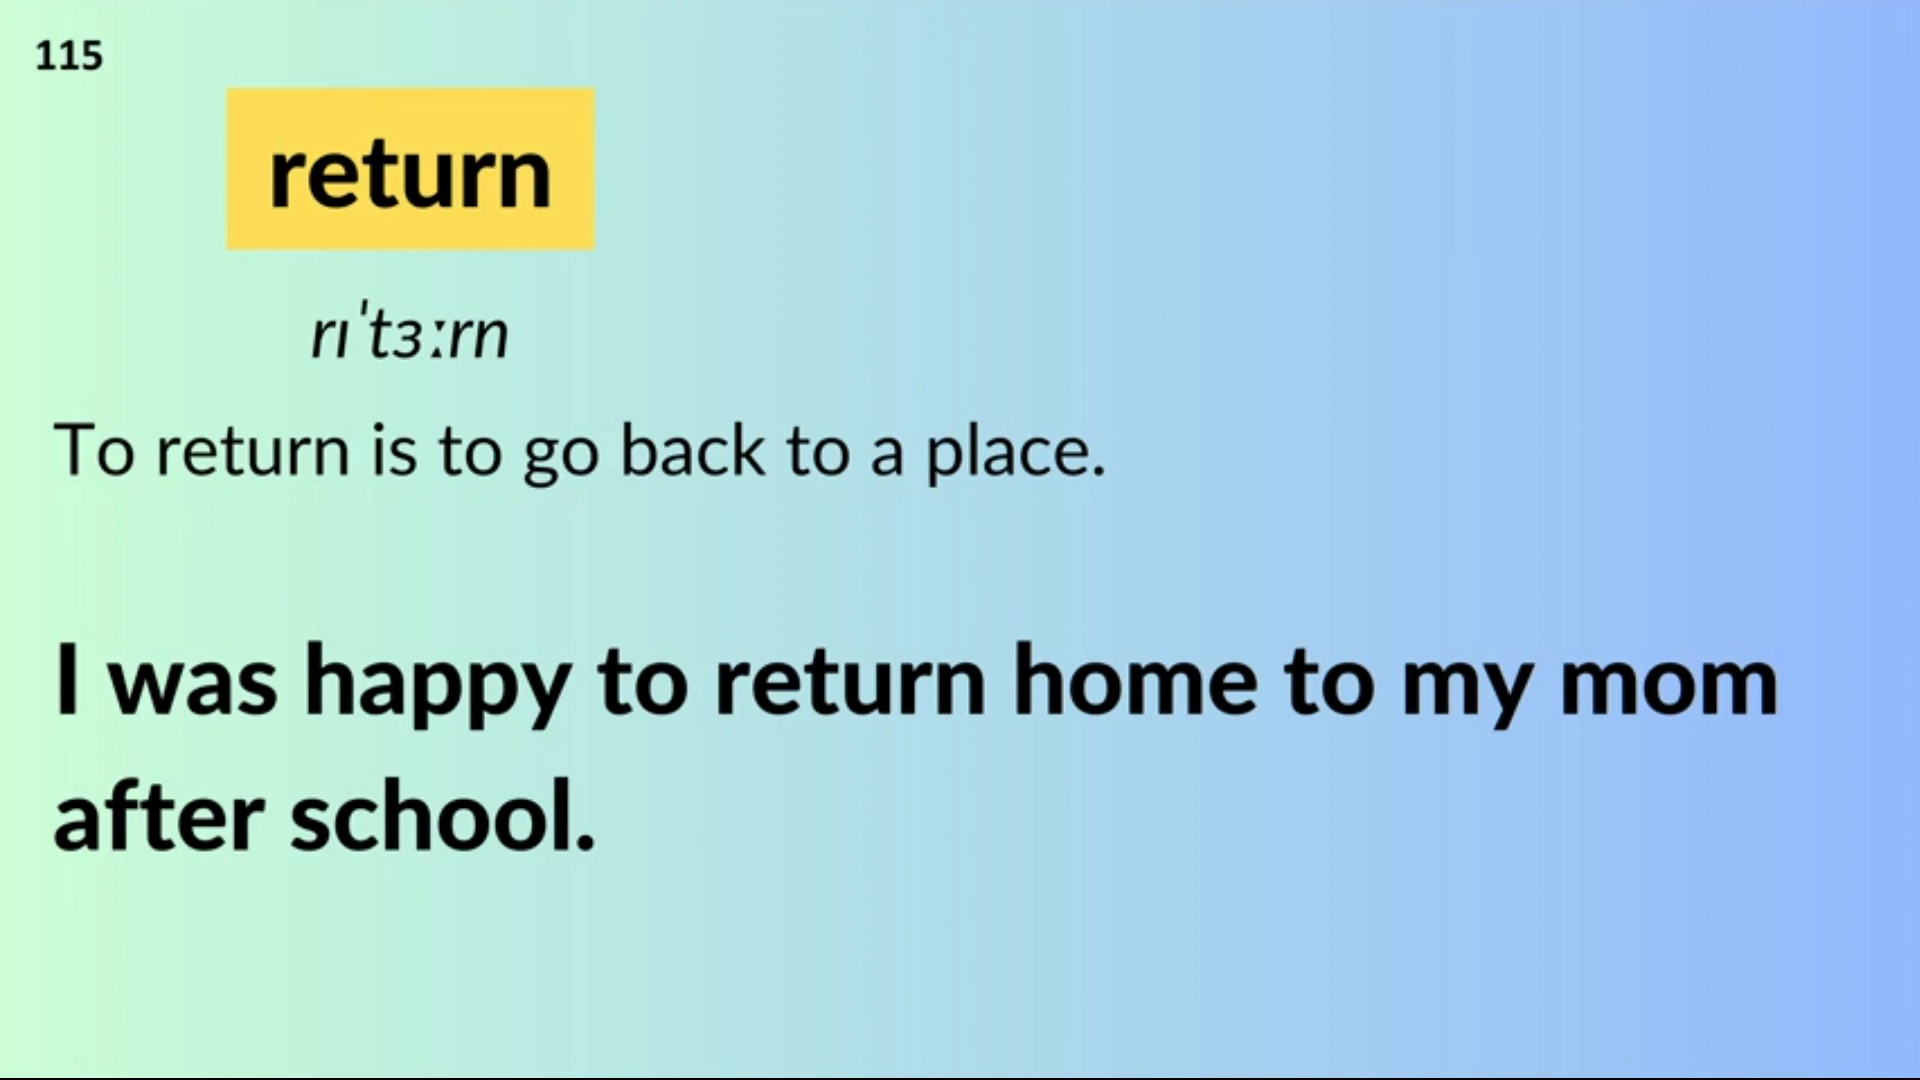 115
return
rɪˈtɜːrn
To return is to go back to a place.
I was happy to return home to my mom
after school.